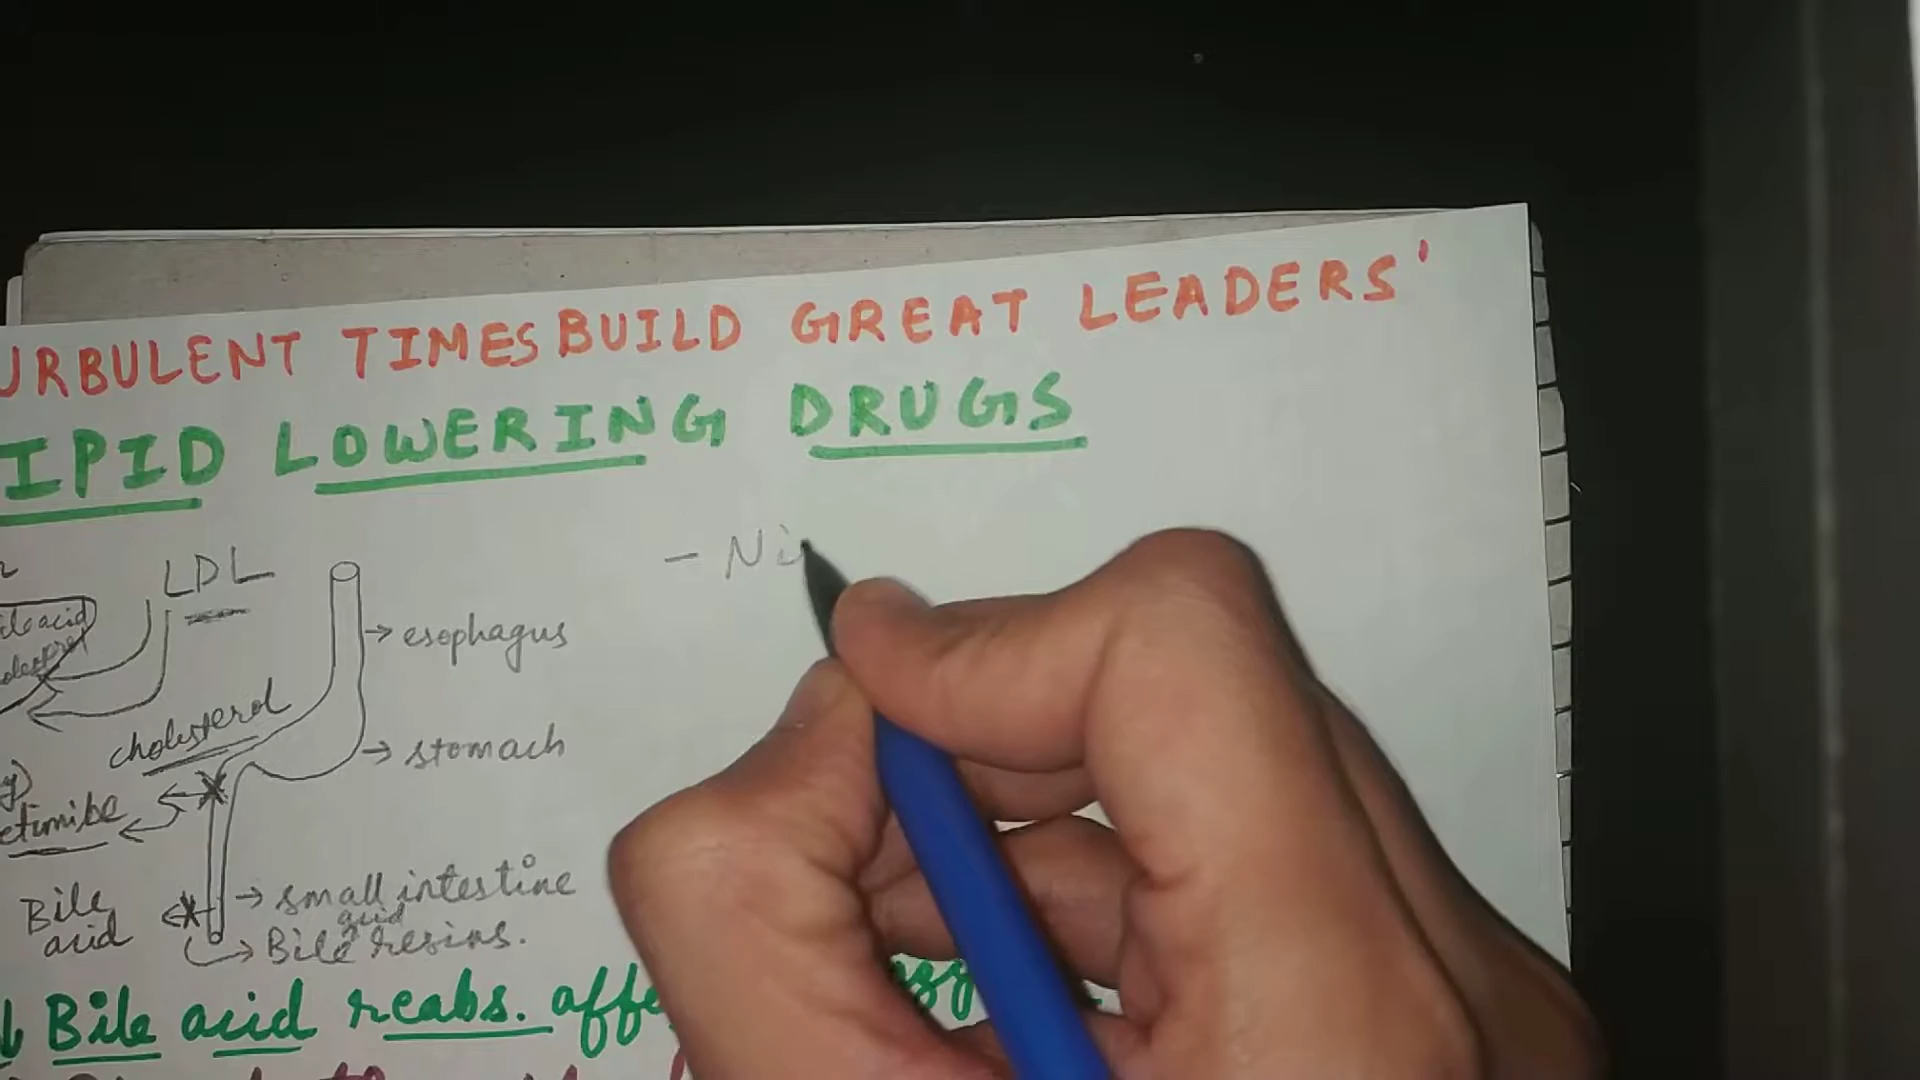 URBULENT TIMES BUILD GREAT LEADERS'
IPID LOWERING DRUGS
LDL
- Ni
esophagus
cholesterol
stomach
etimibe
small intestine
Bile acid
acid
Bile resins.
Bile acid reabs. affe